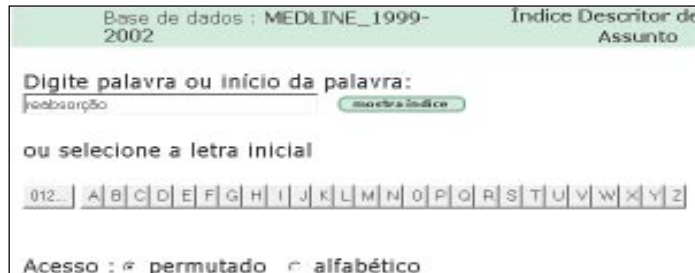 Base de dados : MEDLINE_1999-2002
Índice Descritor de Assunto
Digite palavra ou início da palavra:
reabsorção
mostra índice
ou selecione a letra inicial
012... A B C D E F G H I J K L M N O P Q R S T U V W X Y Z
Acesso : permutado alfabético